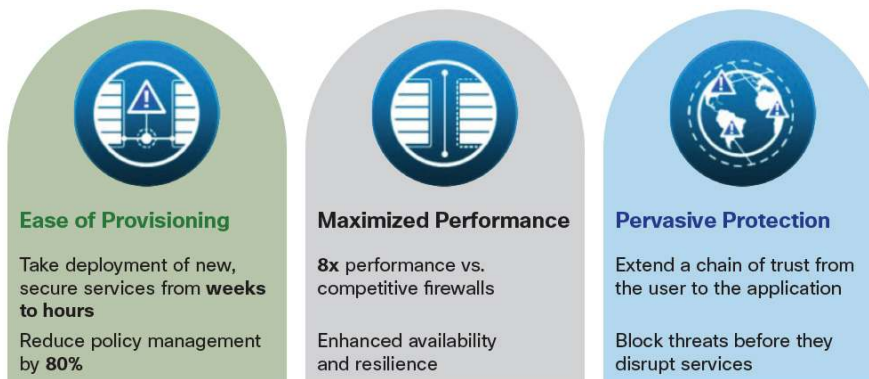 Ease of Provisioning
Take deployment of new,
secure services from weeks
to hours
Reduce policy management
by 80%
Maximized Performance
8x performance vs.
competitive firewalls
Enhanced availability
and resilience
Pervasive Protection
Extend a chain of trust from
the user to the application
Block threats before they
disrupt services